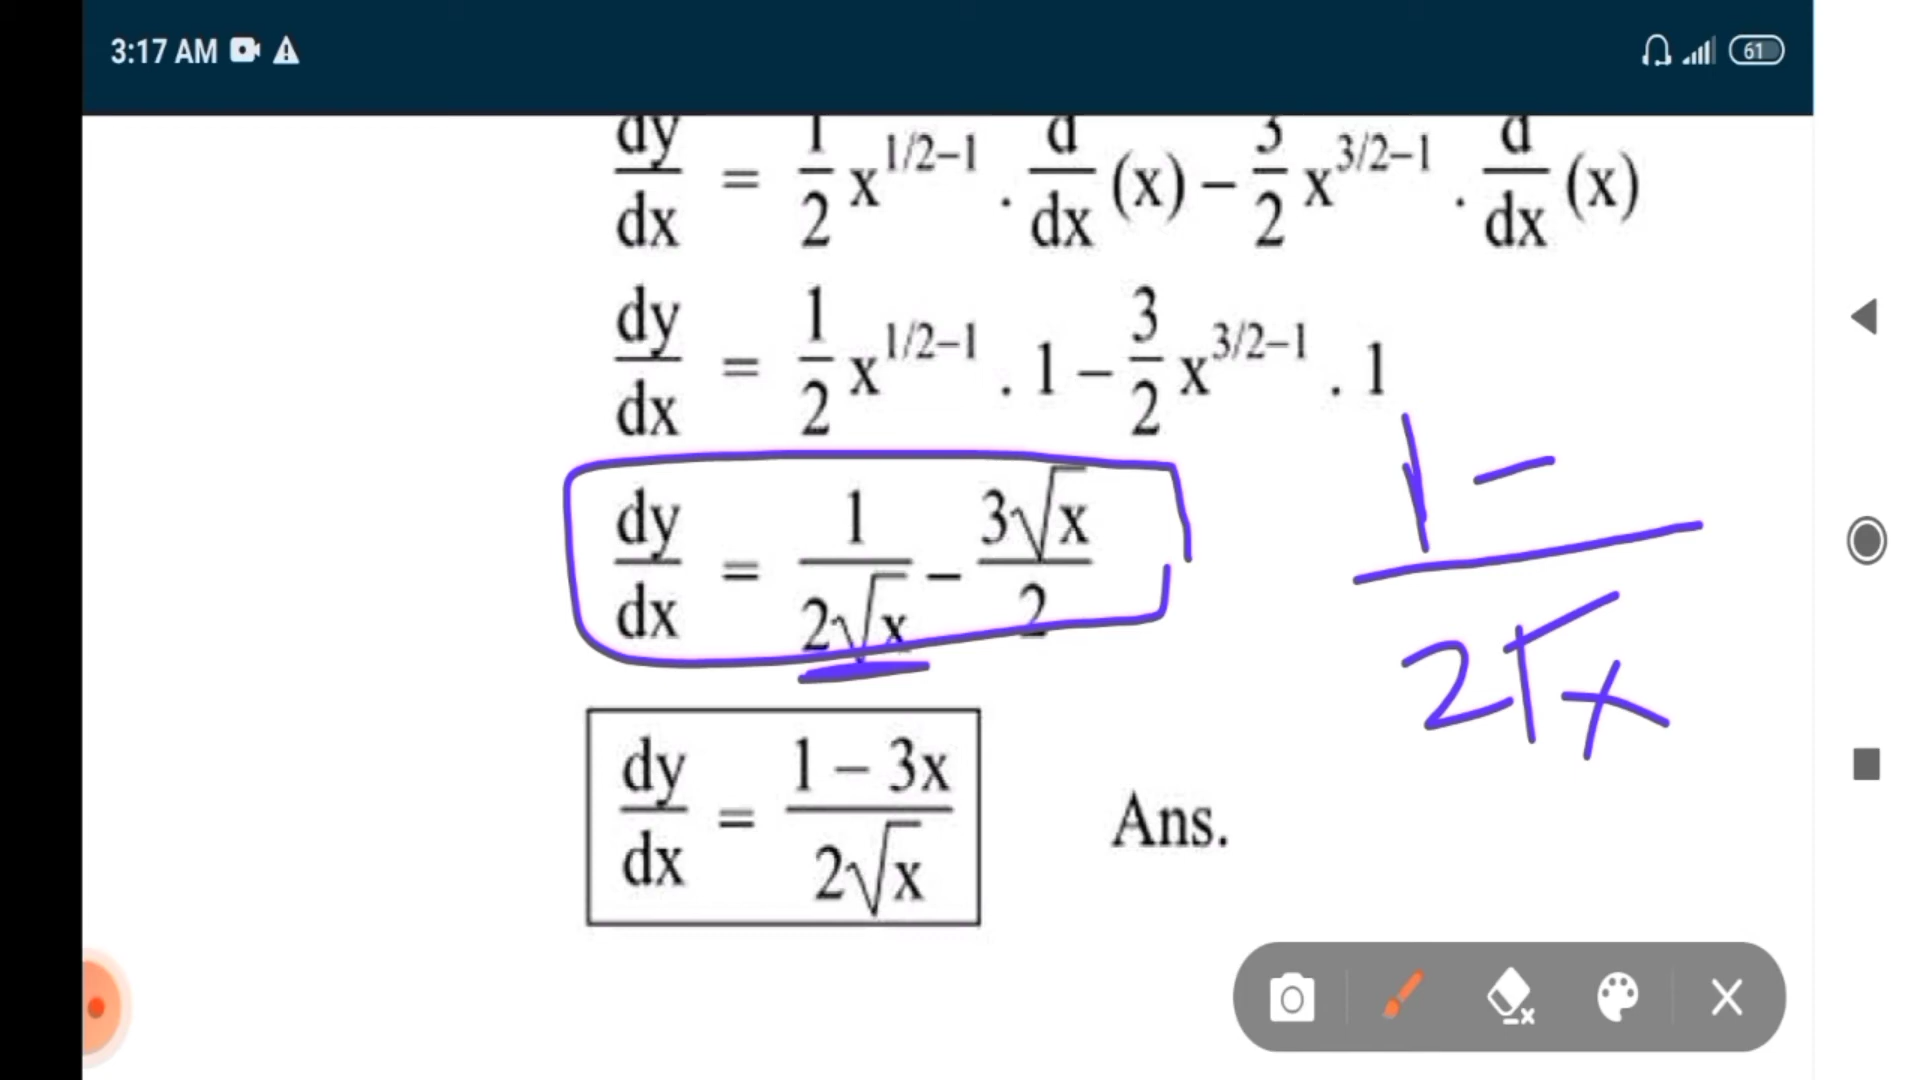 3:17 AM 61
dy/dx = 1/2 x^{1/2–1} . d/dx (x) – 3/2 x^{3/2–1} . d/dx (x)
dy/dx = 1/2 x^{1/2–1} . 1 – 3/2 x^{3/2–1} . 1
dy/dx = 1/(2√x) – 3√x/2
1 –
2√x
dy/dx = (1 – 3x)/(2√x) Ans.